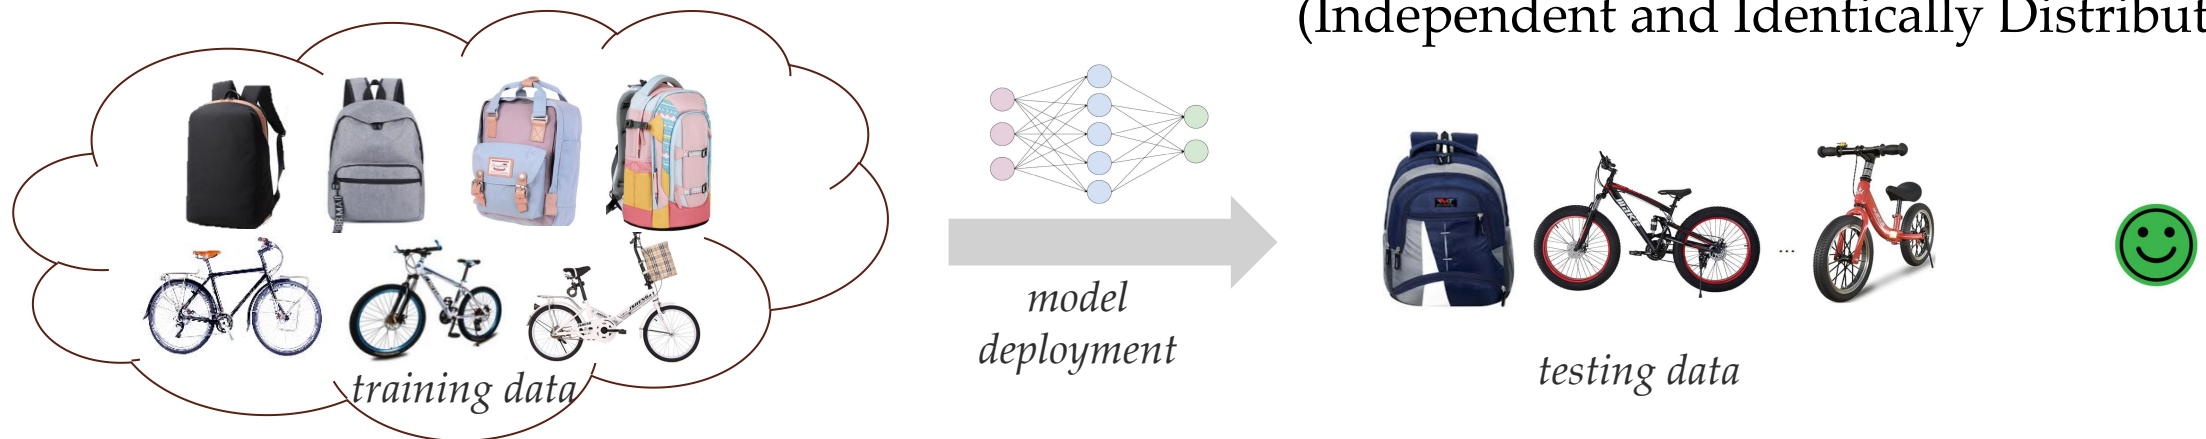 (Independent and Identically Distribut
model
deployment
...
testing data
training data